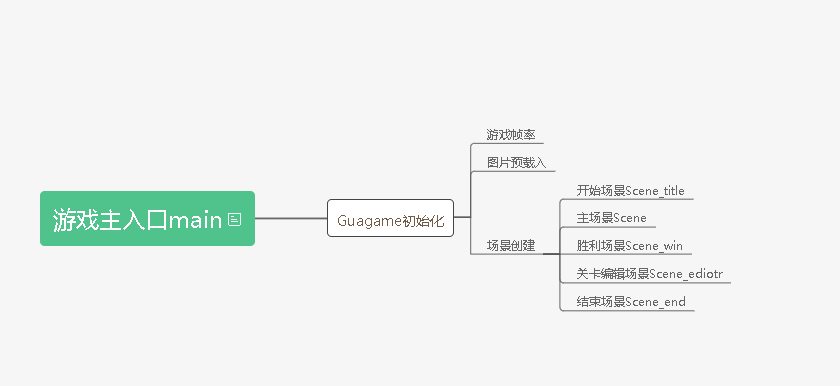 游戏帧率
图片预载入
开始场景Scene_title
游戏主入口main
Guagame初始化
主场景Scene
场景创建
胜利场景Scene_win
关卡编辑场景Scene_ediotr
结束场景Scene_end